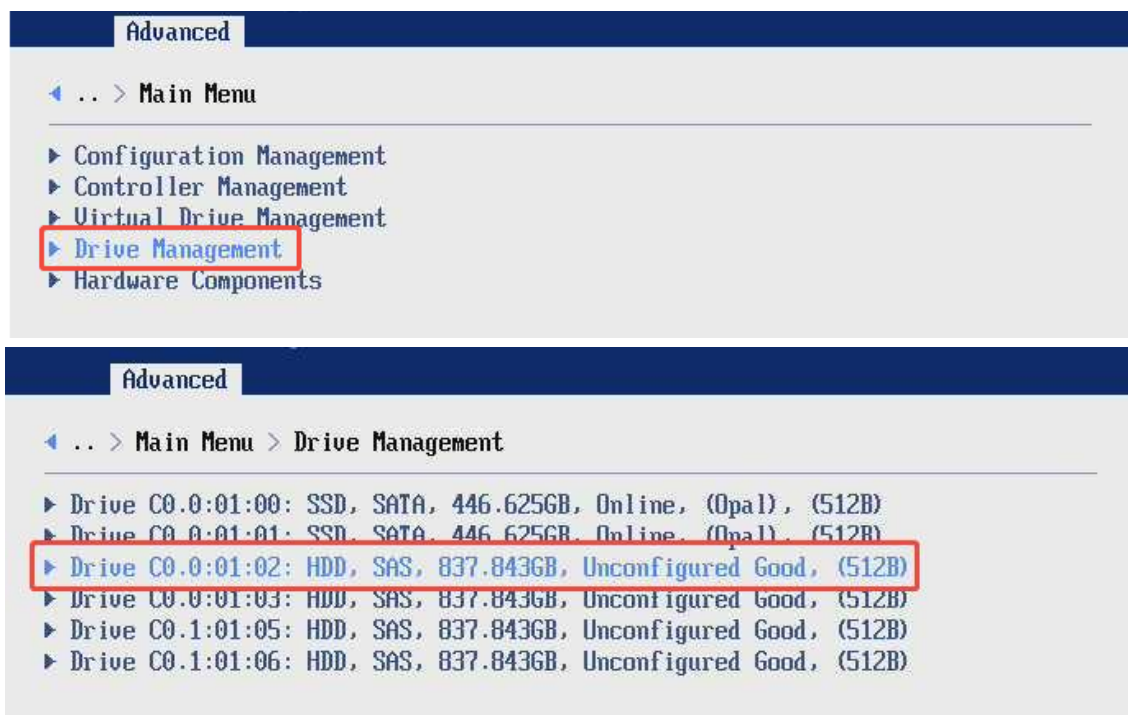 Advanced
.. > Main Menu
Configuration Management
Controller Management
Virtual Drive Management
Drive Management
Hardware Components
Advanced
.. > Main Menu > Drive Management
Drive C0.0:01:00: SSD, SATA, 446.625GB, Online, (Opal), (512B)
Drive C0.0:01:01: SSD, SATA, 446.625GB, Online, (Opal), (512B)
Drive C0.0:01:02: HDD, SAS, 837.843GB, Unconfigured Good, (512B)
Drive C0.0:01:03: HDD, SAS, 837.843GB, Unconfigured Good, (512B)
Drive C0.1:01:05: HDD, SAS, 837.843GB, Unconfigured Good, (512B)
Drive C0.1:01:06: HDD, SAS, 837.843GB, Unconfigured Good, (512B)